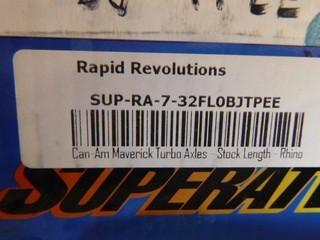 Rapid Revolutions
SUP-RA-7-32FL0BJTPEE
Can-Am Maverick Turbo Axles - Stock Length - Rhino
SUPERAT